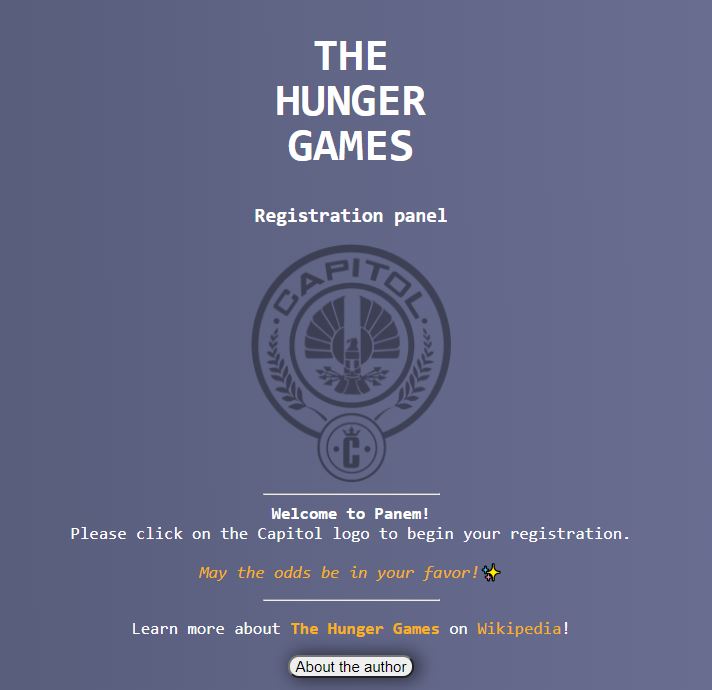 THE
HUNGER
GAMES
Registration panel
CAPITOL
C
Welcome to Panem!
Please click on the Capitol logo to begin your registration.
May the odds be in your favor!✨
Learn more about The Hunger Games on Wikipedia!
About the author